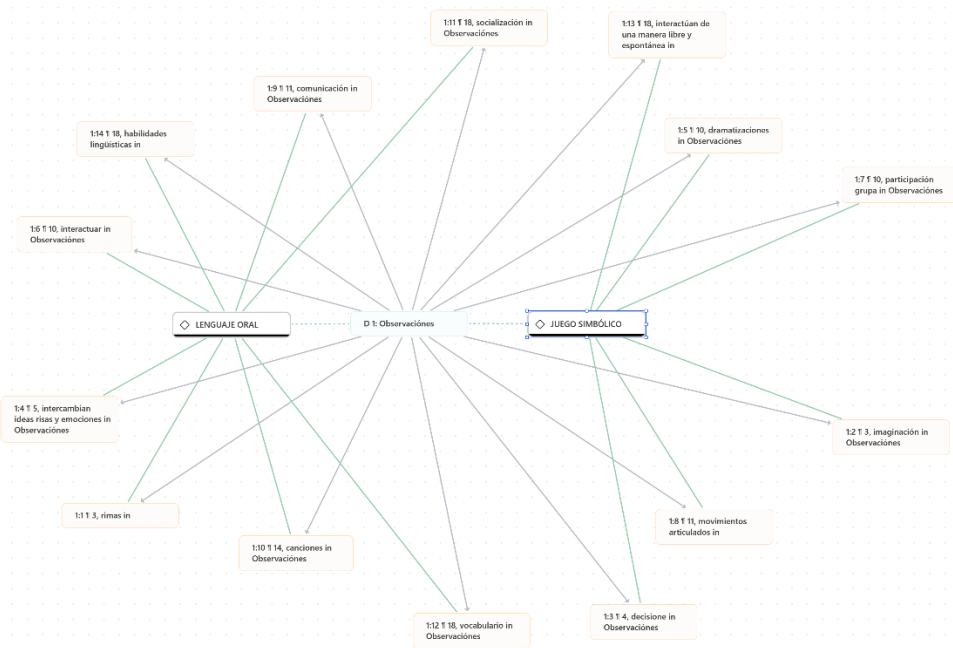 1:11 ¶ 18, socialización in
Observaciónes
1:13 ¶ 18, interactúan de
una manera libre y
espontánea in
1:9 ¶ 11, comunicación in
Observaciónes
1:14 ¶ 18, habilidades
lingüísticas in
1:5 ¶ 10, dramatizaciones
in Observaciónes
1:7 ¶ 10, participación
grupa in Observaciónes
1:6 ¶ 10, interactuar in
Observaciónes
LENGUAJE ORAL
D 1: Observaciónes
JUEGO SIMBÓLICO
1:4 ¶ 5, intercambian
ideas risas y emociones in
Observaciónes
1:2 ¶ 3, imaginación in
Observaciónes
1:1 ¶ 3, rimas in
1:8 ¶ 11, movimientos
articulados in
1:10 ¶ 14, canciones in
Observaciónes
1:12 ¶ 18, vocabulario in
Observaciónes
1:3 ¶ 4, decisione in
Observaciónes